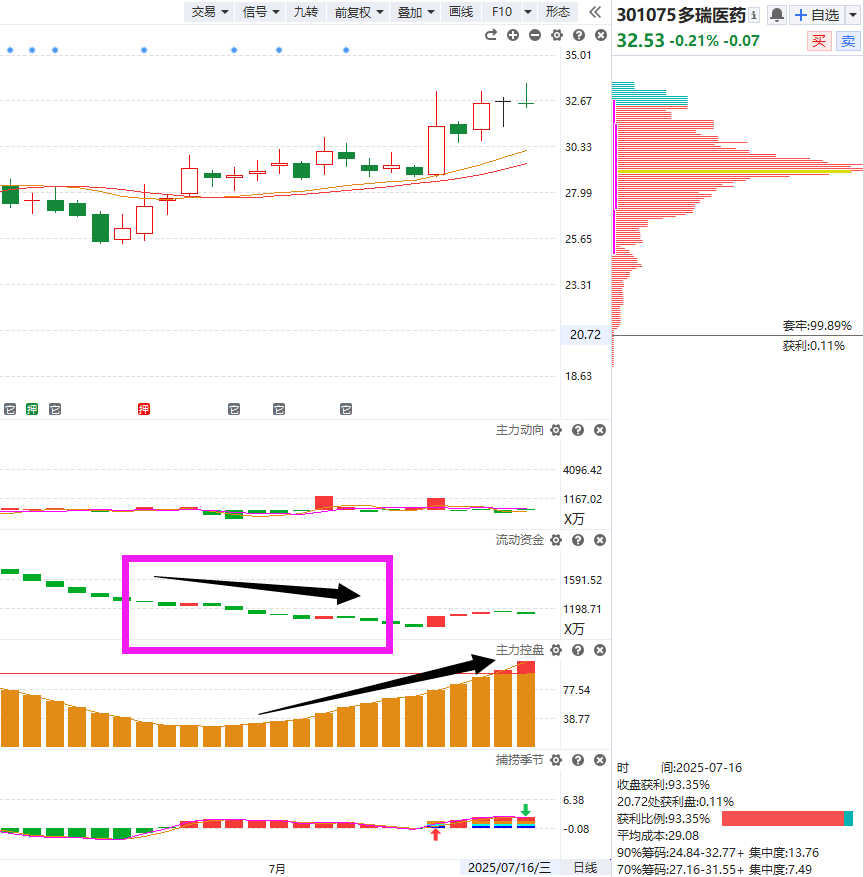 交易 信号 九转 前复权 叠加 画线 F10 形态
301075 多瑞医药 自选
32.53 -0.21% -0.07 买 卖
35.01
32.67
30.33
27.99
25.65
23.31
20.72
18.63
套牢:99.89%
获利:0.11%
押 押
主力动向
4096.42
1167.02
X万
流动资金
1591.52
1198.71
X万
主力控盘
77.54
38.77
捕捞季节
6.38
-0.08
时 间:2025-07-16
收盘获利:93.35%
20.72处获利盘:0.11%
获利比例:93.35%
平均成本:29.08
90%筹码:24.84-32.77+ 集中度:13.76
70%筹码:27.16-31.55+ 集中度:7.49
7月 2025/07/16/三 日线